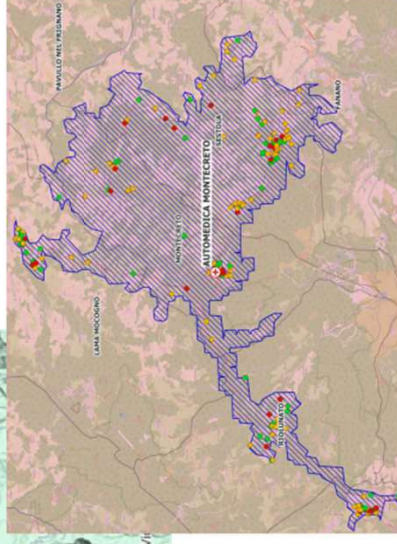 PAVULLO NEL FRIGNANO
LAMA MOCOGNO
MONTECRETO
AUTOMEDICA MONTECRETO
SESTOLA
FANANO
RIOLUNATO